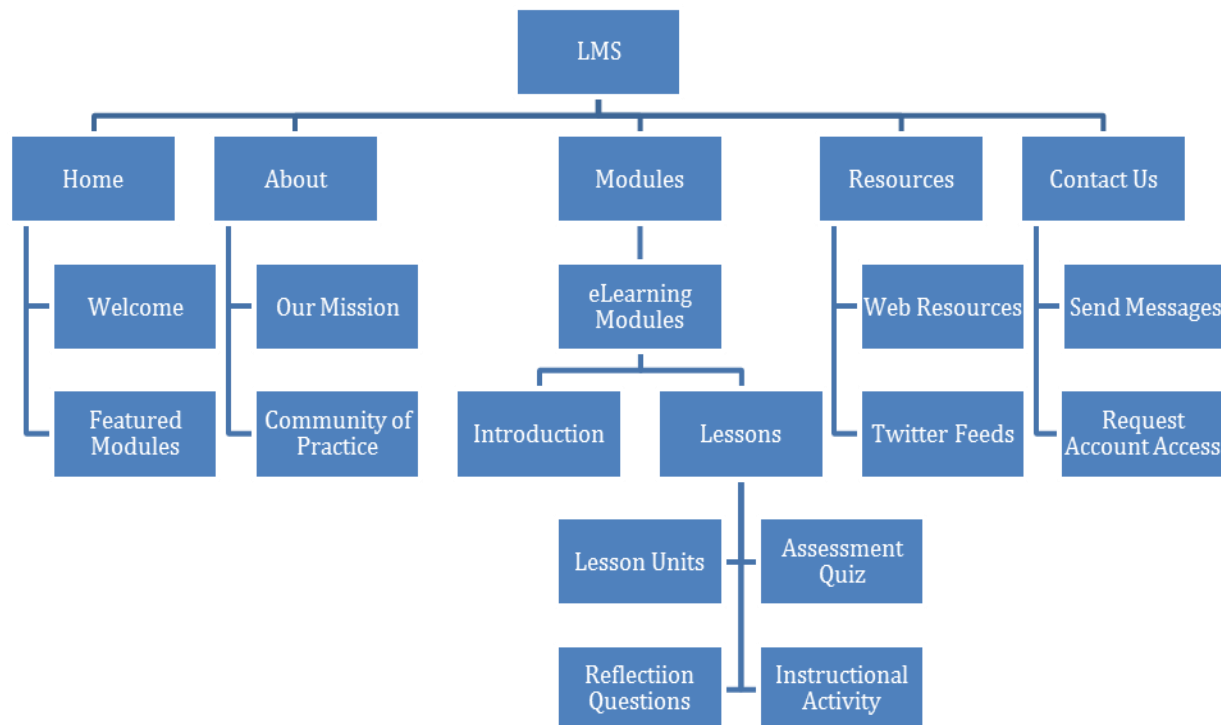 LMS
Home
About
Modules
Resources
Contact Us
Welcome
Our Mission
eLearning
Modules
Web Resources
Send Messages
Featured
Modules
Community of
Practice
Introduction
Lessons
Twitter Feeds
Request
Account Access
Lesson Units
Assessment
Quiz
Reflectiion
Questions
Instructional
Activity